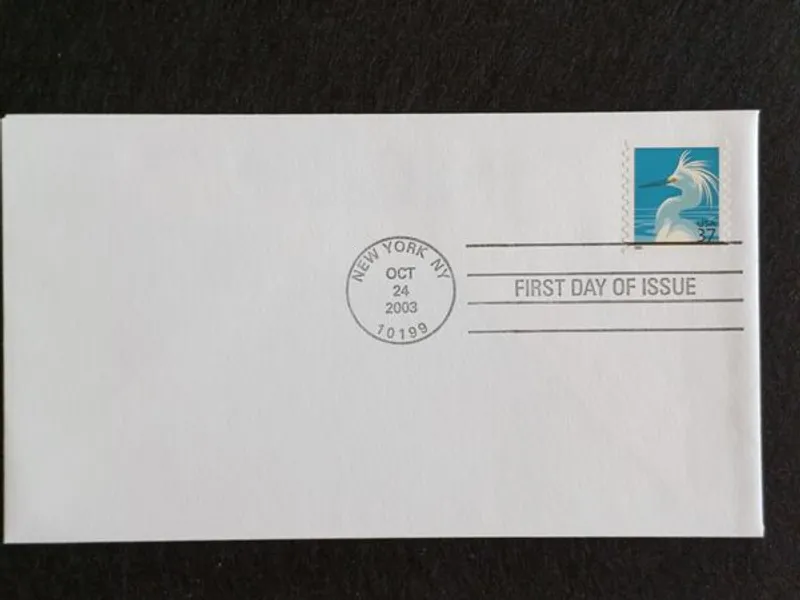 USA
37
NEW YORK NY
OCT
24
2003
10199
FIRST DAY OF ISSUE